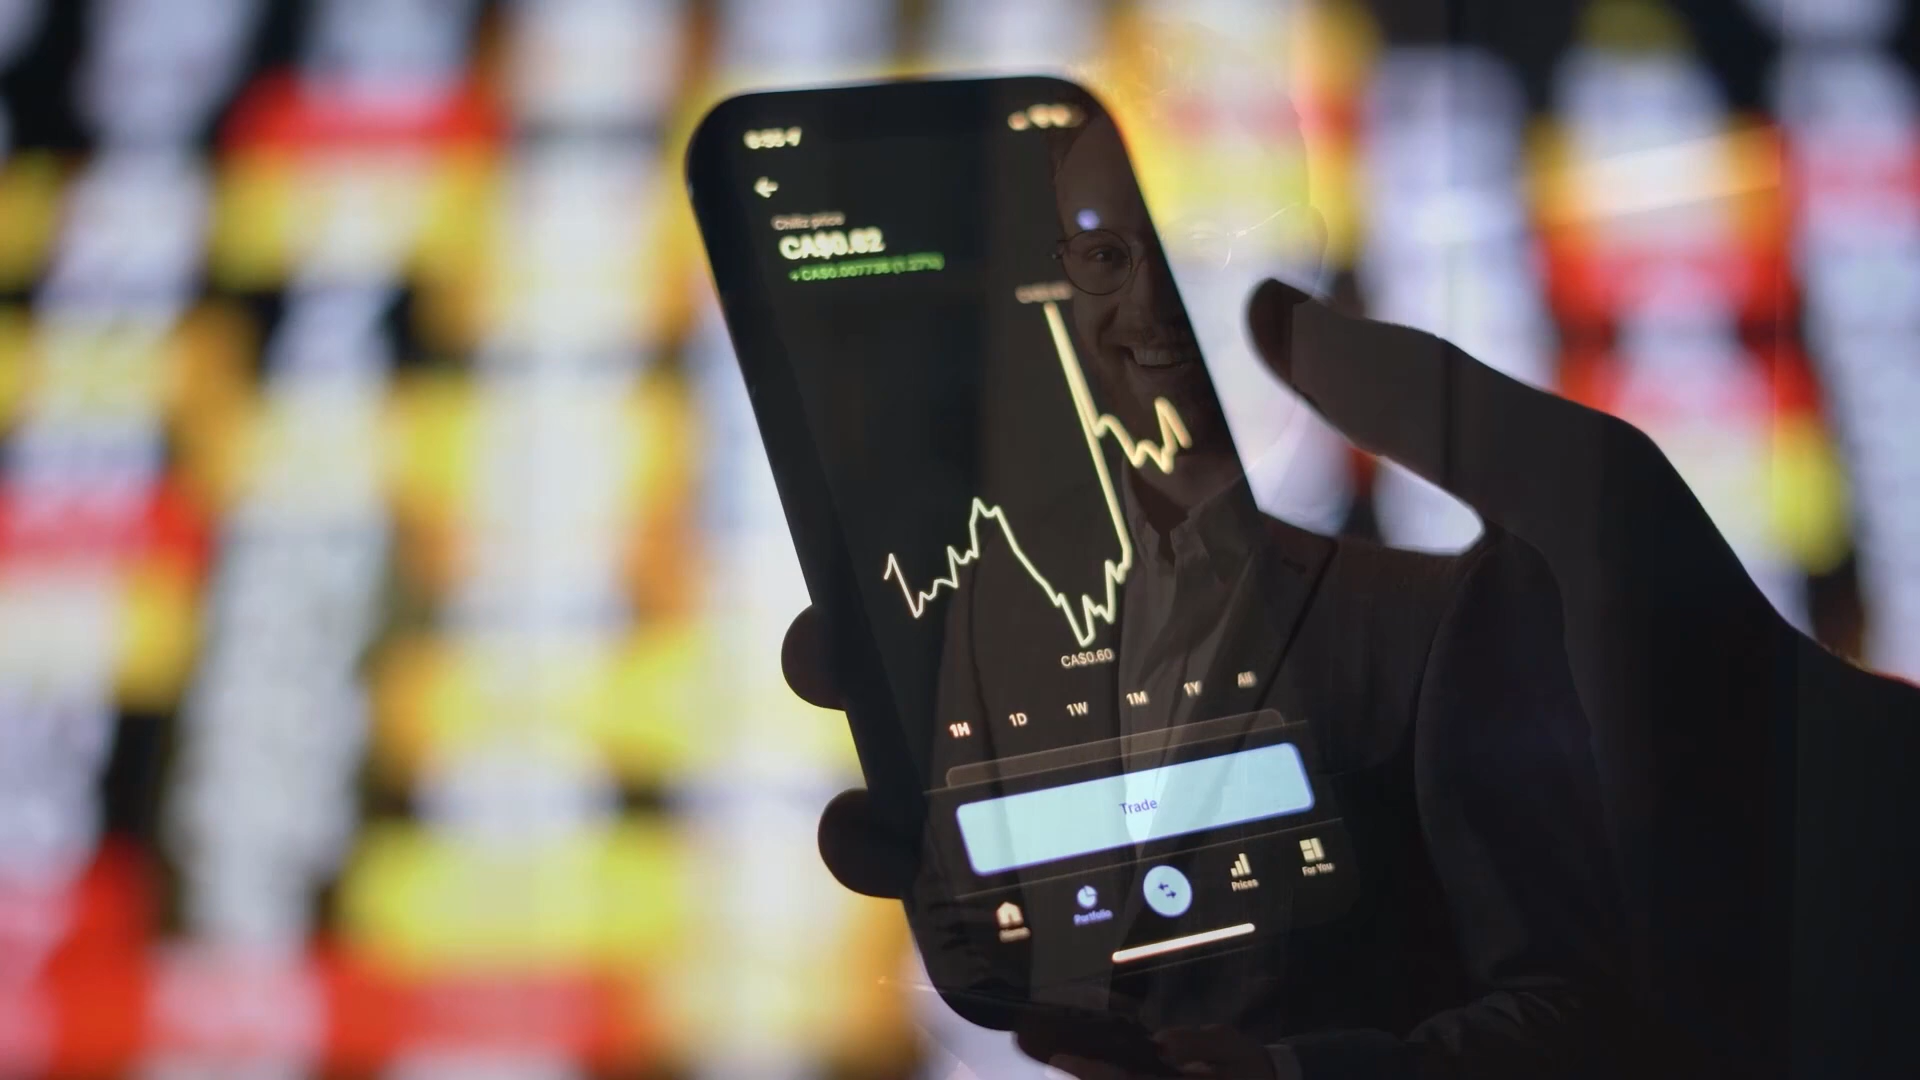 Chiliz price
CA$0.62
+ CA$0.007736 (1.27%)
CA$0.60
1H 1D 1W 1M 1Y All
Trade
Home Portfolio Prices For You